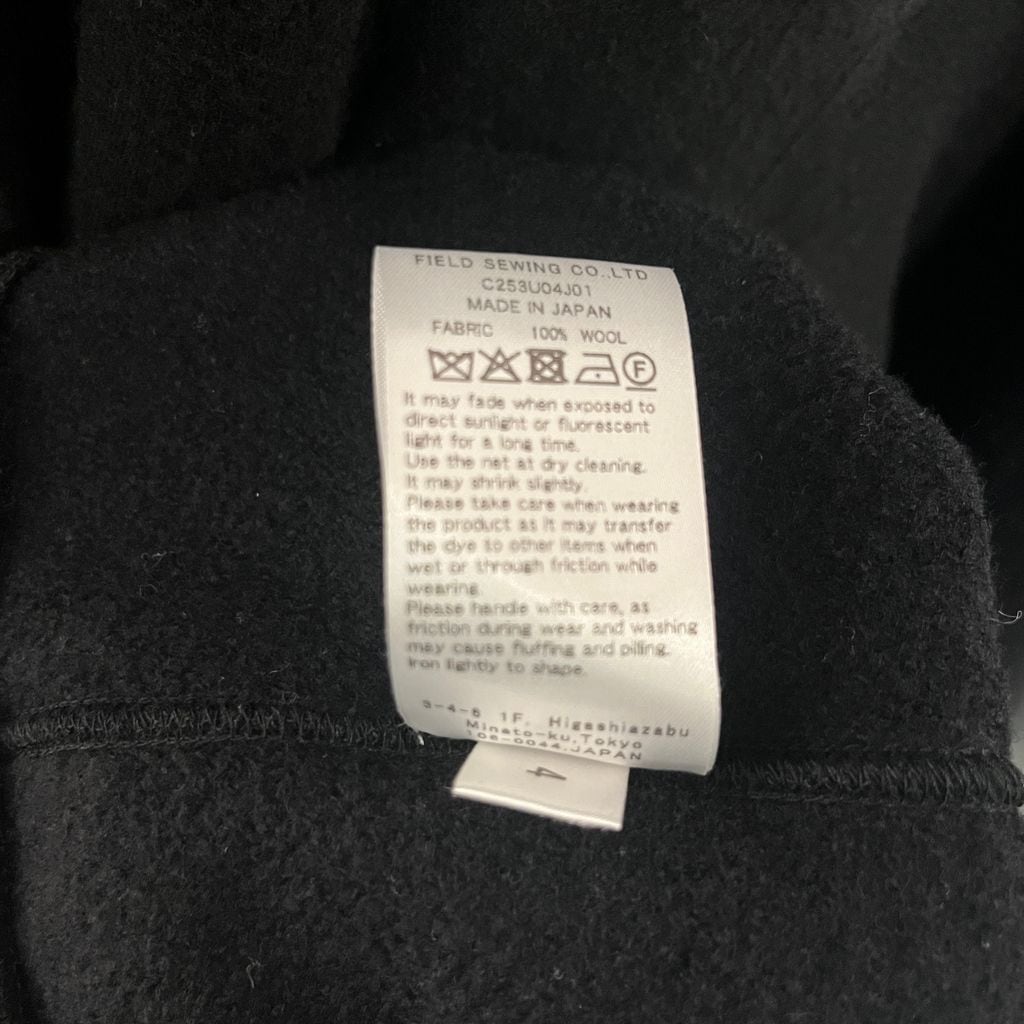 FIELD SEWING CO.,LTD
C253U04J01
MADE IN JAPAN
FABRIC 100% WOOL
F
It may fade when exposed to
direct sunlight or fluorescent
light for a long time.
Use the net at dry cleaning.
It may shrink slightly.
Please take care when wearing
the product as it may transfer
the dye to other items when
wet or through friction while
wearing.
Please handle with care, as
friction during wear and washing
may cause fluffing and pilling.
Iron lightly to shape.
3-4-6 1F, Higashiazabu
Minato-ku,Tokyo
106-0044,JAPAN
4